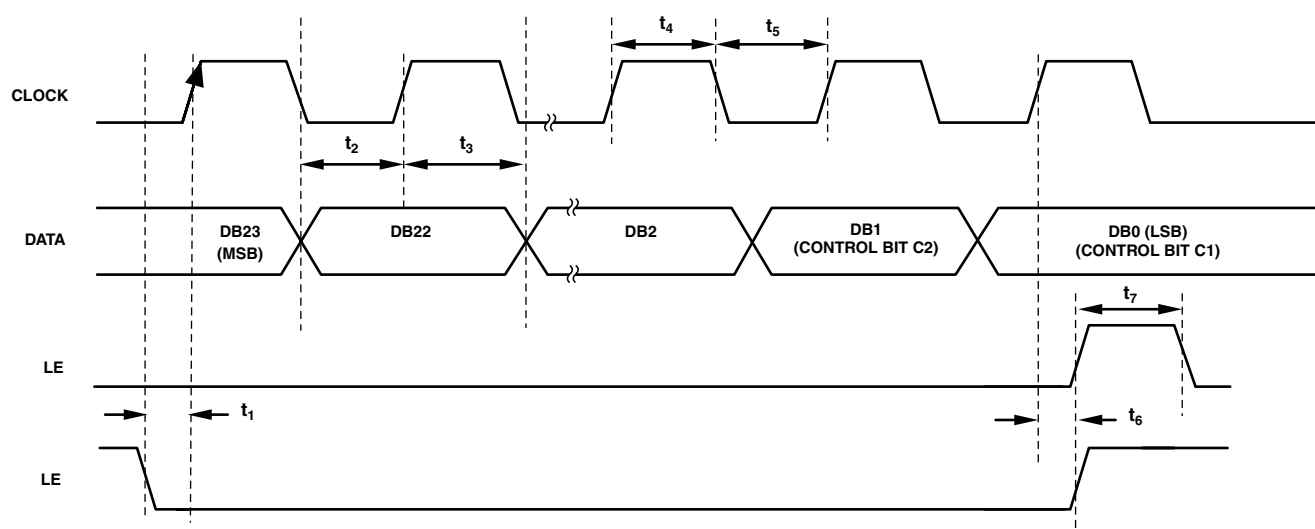 t4
t5
CLOCK
t2
t3
DATA
DB23
(MSB)
DB22
DB2
DB1
(CONTROL BIT C2)
DB0 (LSB)
(CONTROL BIT C1)
t7
LE
t1
t6
LE